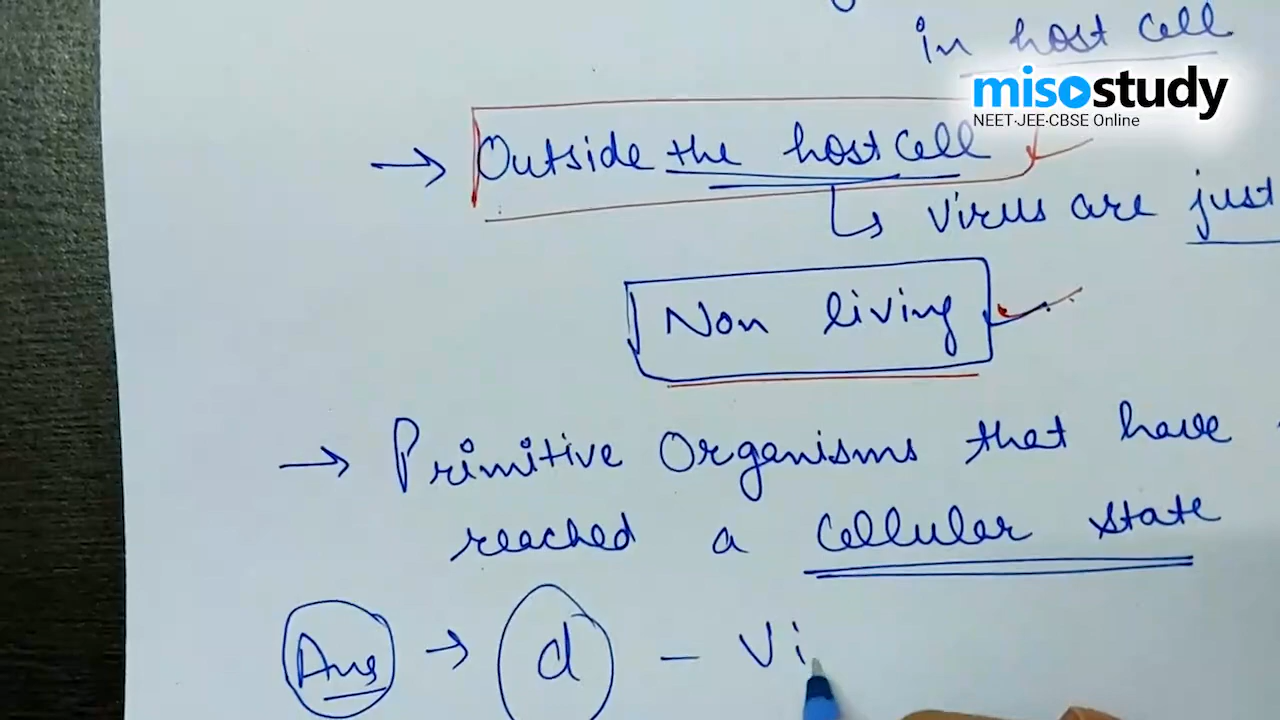 in host cell
misostudy
NEET·JEE·CBSE Online
→ Outside the host cell
↳ Virus are just
Non living
→ Primitive Organisms that have
reached a cellular state
Ans → d - Vi